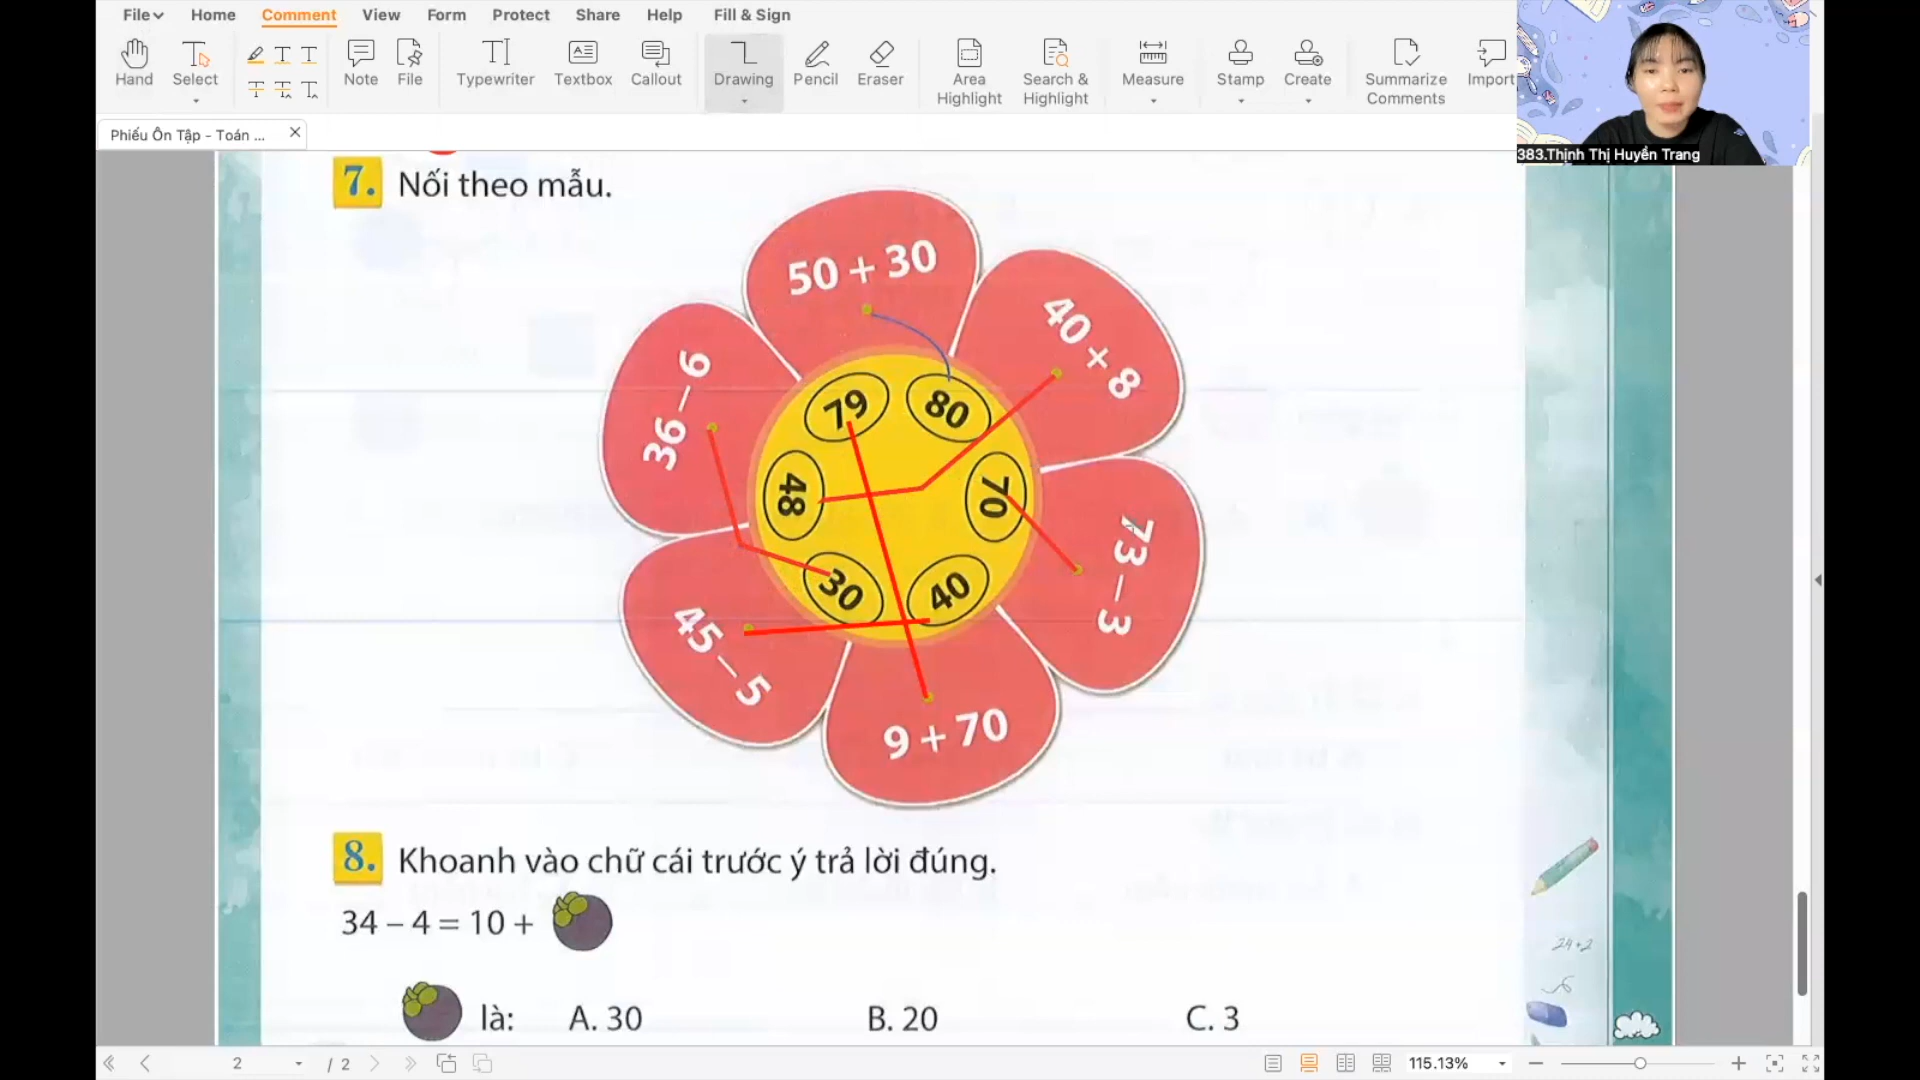 File Home Comment View Form Protect Share Help Fill & Sign
Hand Select Note File Typewriter Textbox Callout Drawing Pencil Eraser Area Highlight Search & Highlight Measure Stamp Create Summarize Comments Import
Phiếu Ôn Tập - Toán ...
383.Thịnh Thị Huyền Trang
7. Nối theo mẫu.
50 + 30
40 + 8
36 – 6
79
80
48
70
73 – 3
30
40
45 – 5
9 + 70
8. Khoanh vào chữ cái trước ý trả lời đúng.
34 – 4 = 10 +
24+2
là: A. 30 B. 20 C. 3
2 / 2 115.13%